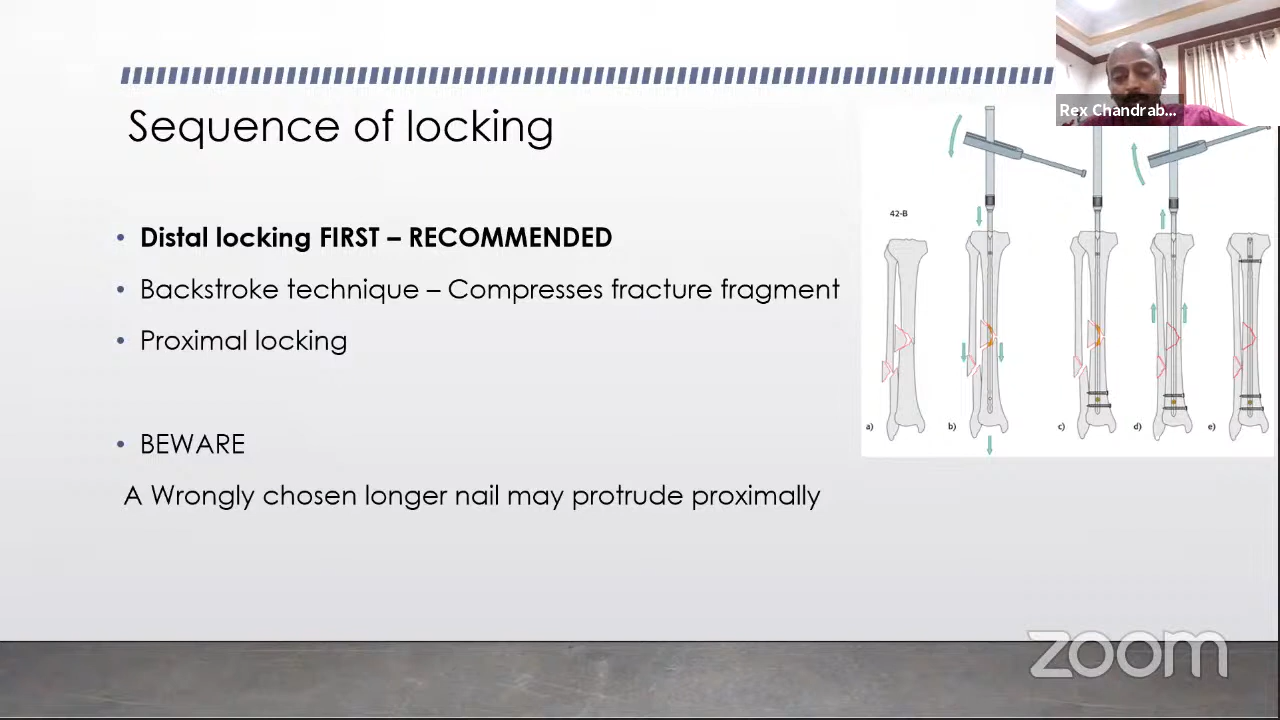 Rex Chandrab...
Sequence of locking
• Distal locking FIRST – RECOMMENDED
• Backstroke technique – Compresses fracture fragment
• Proximal locking
• BEWARE
A Wrongly chosen longer nail may protrude proximally
42-B
a)
b)
c)
d)
e)
zoom